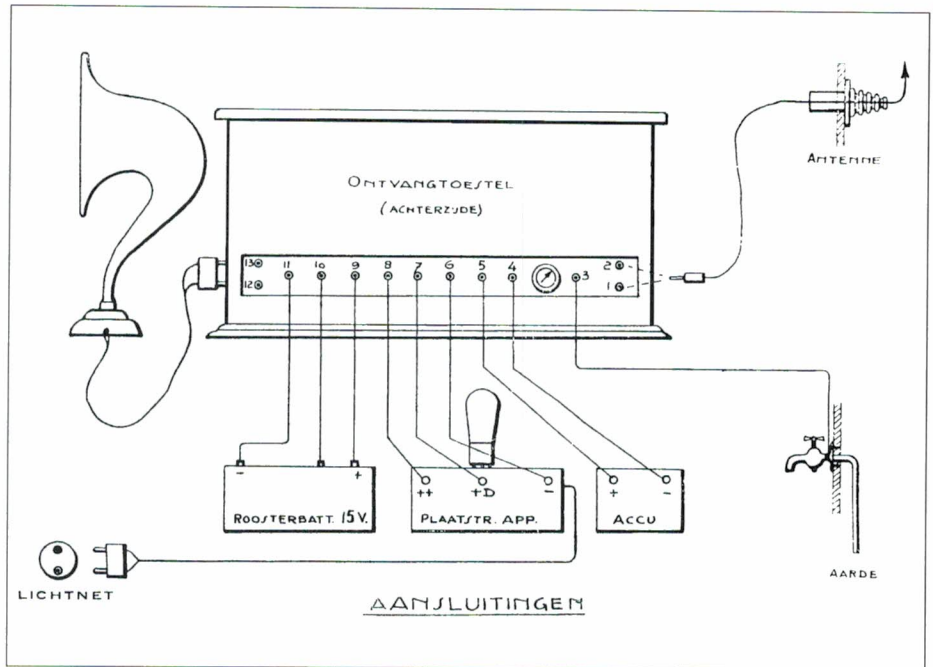 ANTENNE
ONTVANGTOESTEL
(ACHTERZIJDE)
13 11 10 9 8 7 6 5 4 3 2
12 1
- + ++ +D - + -
ROOSTERBATT. 15 V. PLAATSTR. APP. ACCU
LICHTNET
AARDE
AANSLUITINGEN